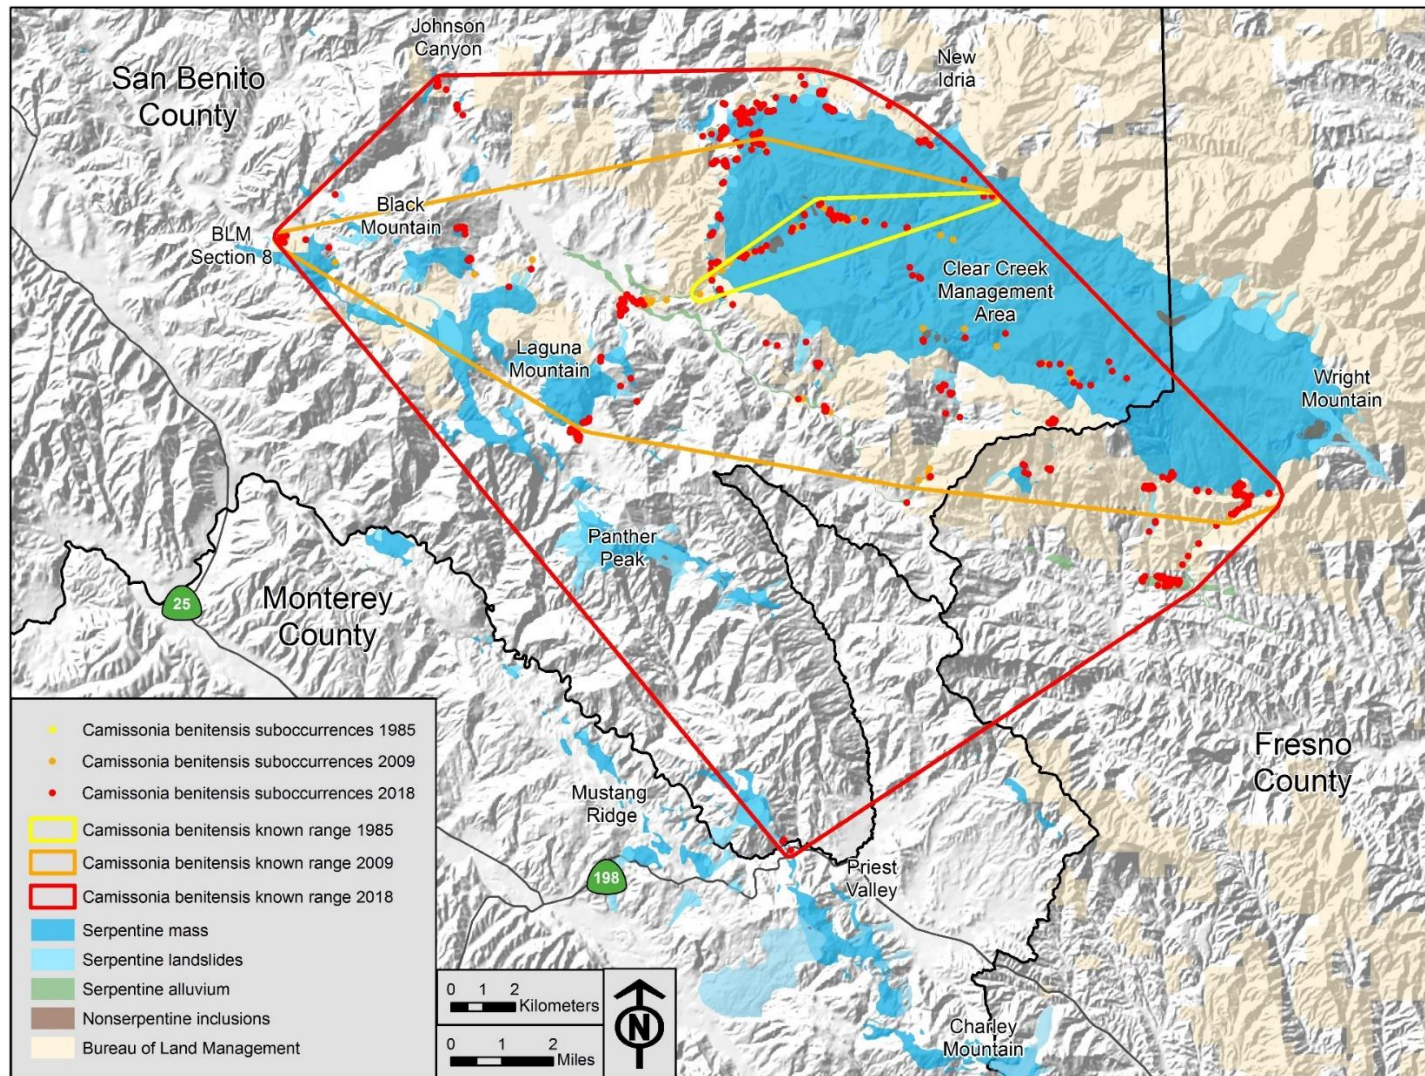 Johnson
Canyon
San Benito
County
New
Idria
Black
Mountain
BLM
Section 8
Clear Creek
Management
Area
Laguna
Mountain
Wright
Mountain
Panther
Peak
25
Monterey
County
Fresno
County
Mustang
Ridge
198
Priest
Valley
Charley
Mountain
Camissonia benitensis suboccurrences 1985
Camissonia benitensis suboccurrences 2009
Camissonia benitensis suboccurrences 2018
Camissonia benitensis known range 1985
Camissonia benitensis known range 2009
Camissonia benitensis known range 2018
Serpentine mass
Serpentine landslides
Serpentine alluvium
Nonserpentine inclusions
Bureau of Land Management
0 1 2
Kilometers
0 1 2
Miles
N